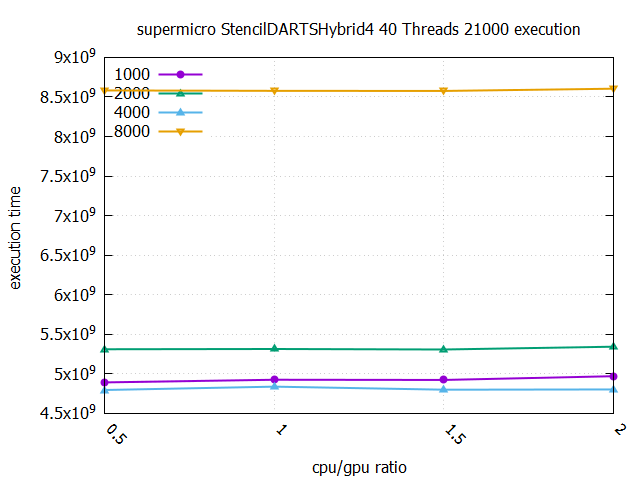 supermicro StencilDARTSHybrid4 40 Threads 21000 execution
9x10⁹
8.5x10⁹
8x10⁹
7.5x10⁹
7x10⁹
6.5x10⁹
6x10⁹
5.5x10⁹
5x10⁹
4.5x10⁹
execution time
1000
2000
4000
8000
0.5
1
1.5
2
cpu/gpu ratio